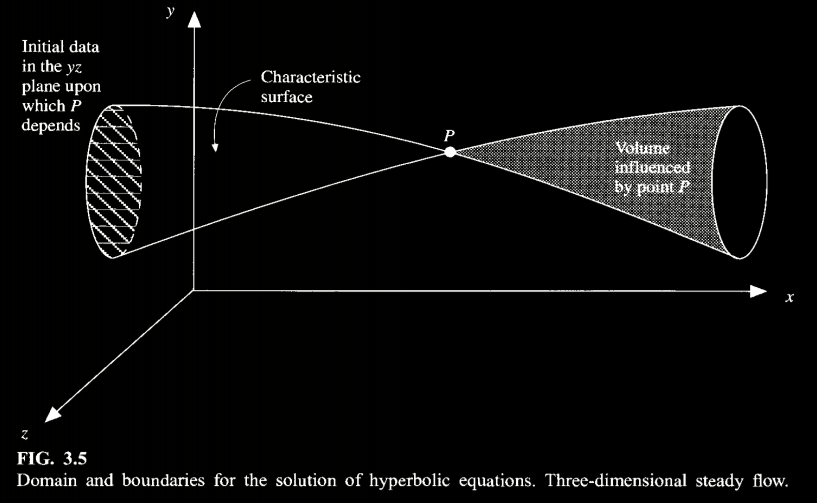 y
Initial data
in the yz
plane upon
which P
depends
Characteristic
surface
P
Volume
influenced
by point P
x
z
FIG. 3.5
Domain and boundaries for the solution of hyperbolic equations. Three-dimensional steady flow.